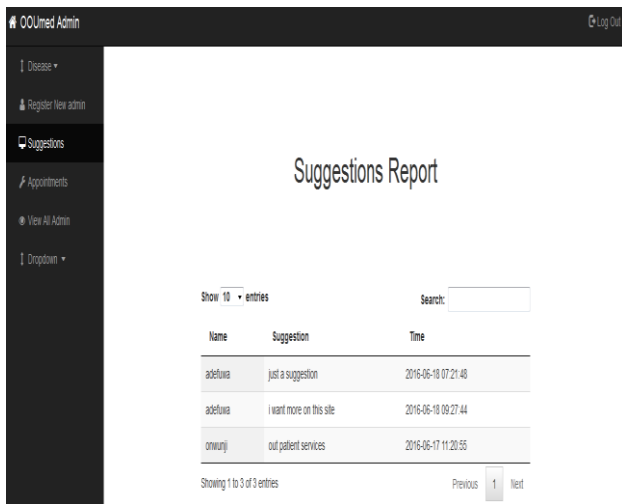 OOUmed Admin
Log Out
Disease
Register New admin
Suggestions
Appointments
View All Admin
Dropdown
Suggestions Report
Show 10 entries
Search:
Name Suggestion Time
adefuwa just a suggestion 2016-06-18 07:21:48
adefuwa i want more on this site 2016-06-18 09:27:44
onwunji out patient services 2016-06-17 11:20:55
Showing 1 to 3 of 3 entries
Previous 1 Next